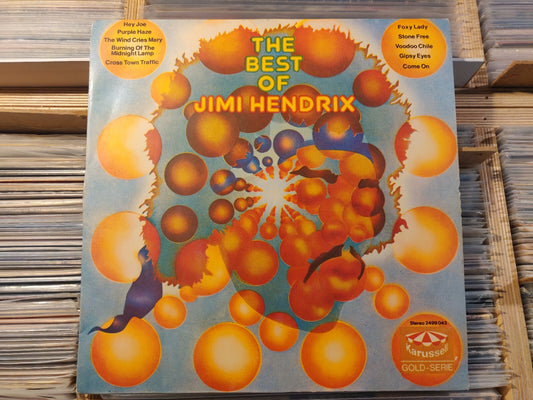 Hey Joe
Purple Haze
The Wind Cries Mary
Burning Of The
Midnight Lamp
Cross Town Traffic
THE
BEST
OF
JIMI HENDRIX
Foxy Lady
Stone Free
Voodoo Chile
Gipsy Eyes
Come On
Stereo 2499 043
Karussell
GOLD-SERIE